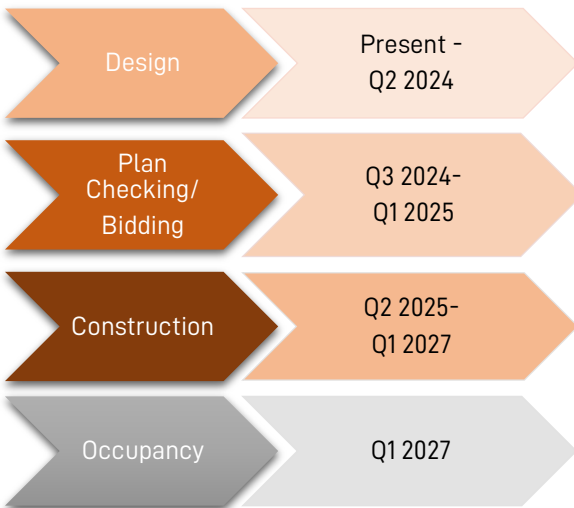 Design
Present -
Q2 2024
Plan
Checking/
Bidding
Q3 2024-
Q1 2025
Construction
Q2 2025-
Q1 2027
Occupancy
Q1 2027